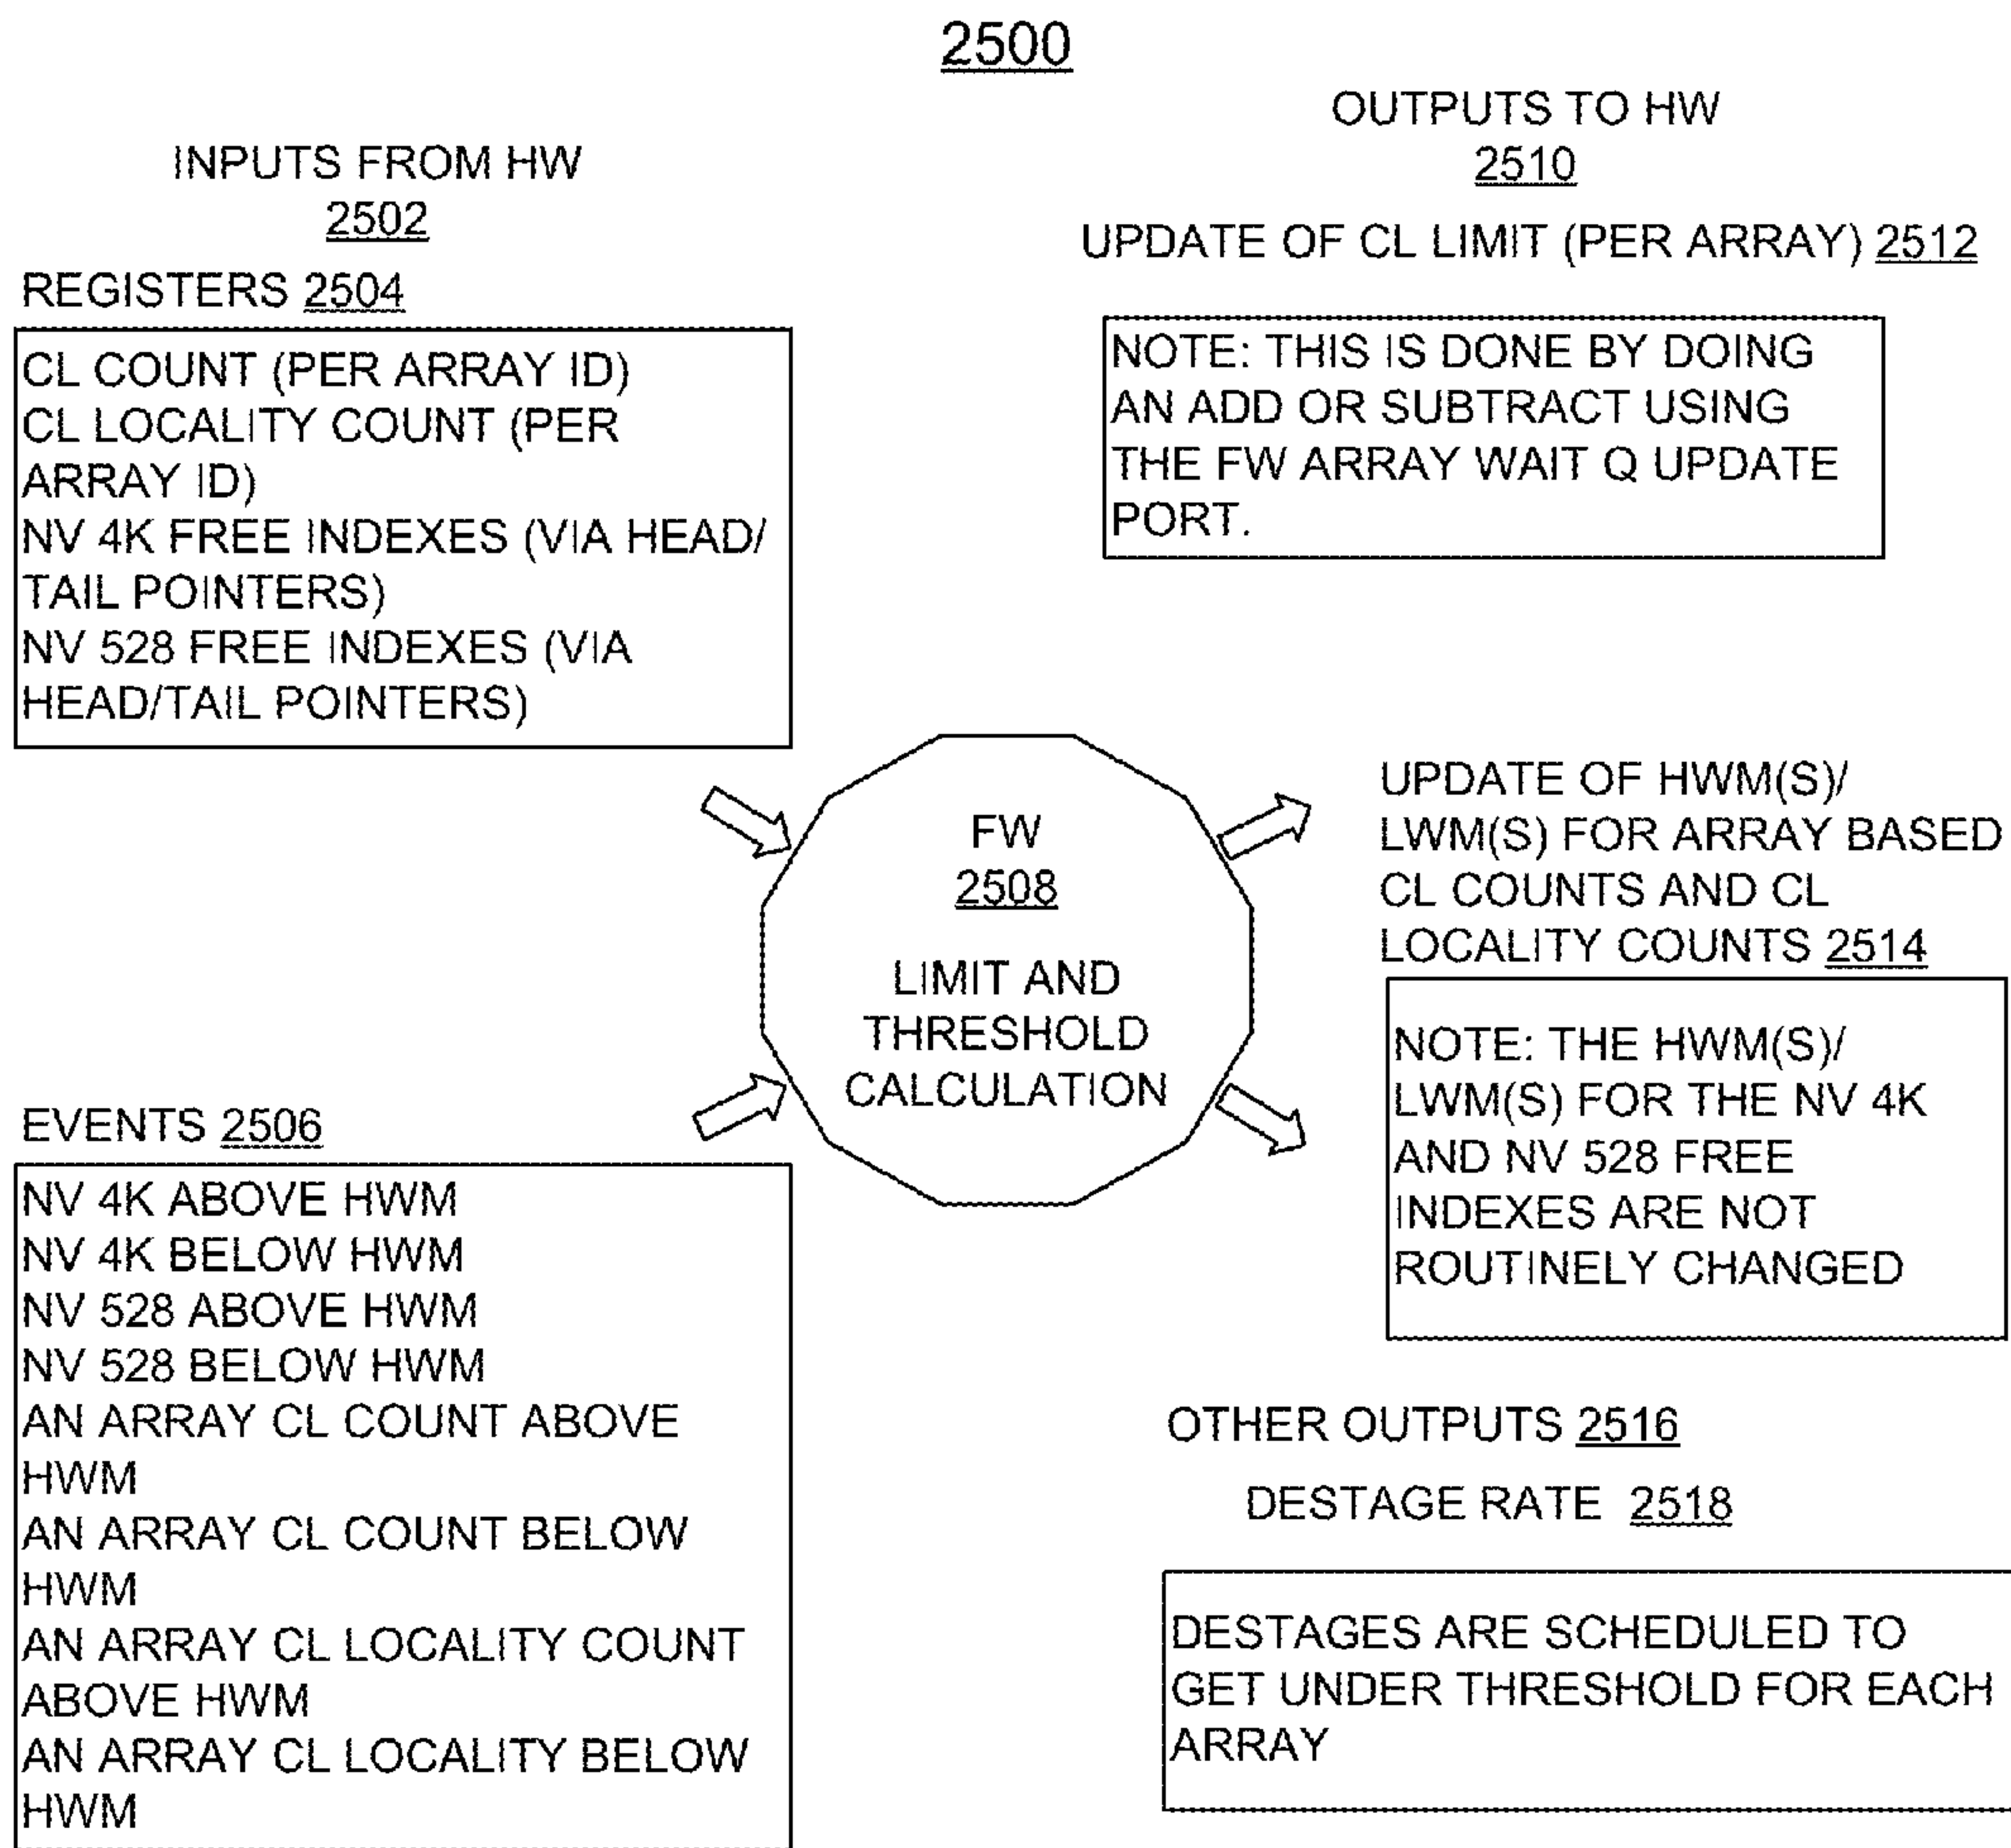 2500
INPUTS FROM HW
2502
REGISTERS 2504
CL COUNT (PER ARRAY ID)
CL LOCALITY COUNT (PER
ARRAY ID)
NV 4K FREE INDEXES (VIA HEAD/
TAIL POINTERS)
NV 528 FREE INDEXES (VIA
HEAD/TAIL POINTERS)
EVENTS 2506
NV 4K ABOVE HWM
NV 4K BELOW HWM
NV 528 ABOVE HWM
NV 528 BELOW HWM
AN ARRAY CL COUNT ABOVE
HWM
AN ARRAY CL COUNT BELOW
HWM
AN ARRAY CL LOCALITY COUNT
ABOVE HWM
AN ARRAY CL LOCALITY BELOW
HWM
FW
2508
LIMIT AND
THRESHOLD
CALCULATION
OUTPUTS TO HW
2510
UPDATE OF CL LIMIT (PER ARRAY) 2512
NOTE: THIS IS DONE BY DOING
AN ADD OR SUBTRACT USING
THE FW ARRAY WAIT Q UPDATE
PORT.
UPDATE OF HWM(S)/
LWM(S) FOR ARRAY BASED
CL COUNTS AND CL
LOCALITY COUNTS 2514
NOTE: THE HWM(S)/
LWM(S) FOR THE NV 4K
AND NV 528 FREE
INDEXES ARE NOT
ROUTINELY CHANGED
OTHER OUTPUTS 2516
DESTAGE RATE 2518
DESTAGES ARE SCHEDULED TO
GET UNDER THRESHOLD FOR EACH
ARRAY